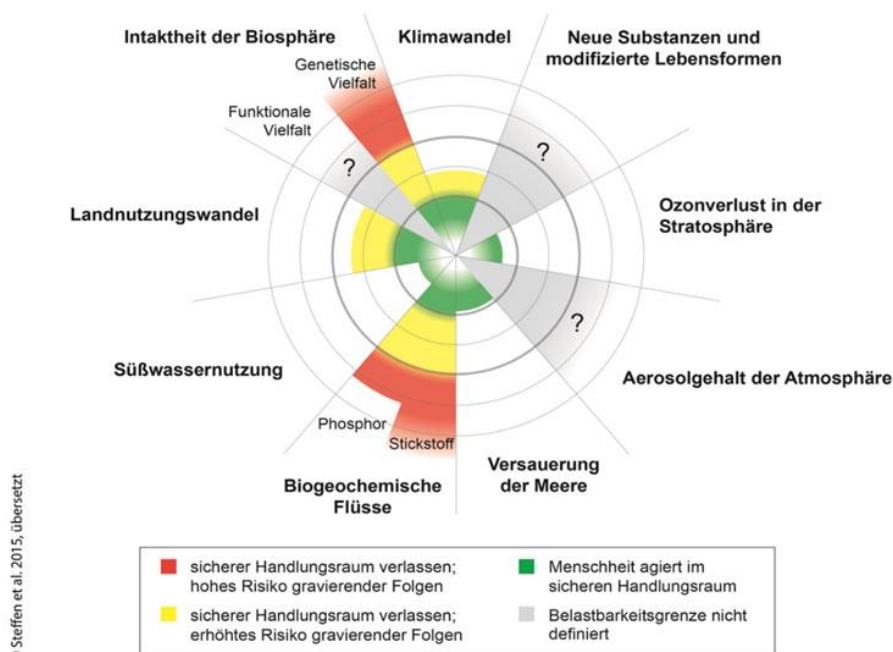 Intaktheit der Biosphäre
Klimawandel
Neue Substanzen und
modifizierte Lebensformen
Genetische
Vielfalt
Funktionale
Vielfalt
?
?
Landnutzungswandel
Ozonverlust in der
Stratosphäre
?
Süßwassernutzung
Aerosolgehalt der Atmosphäre
Phosphor
Stickstoff
Biogeochemische
Flüsse
Versauerung
der Meere
sicherer Handlungsraum verlassen;
hohes Risiko gravierender Folgen
sicherer Handlungsraum verlassen;
erhöhtes Risiko gravierender Folgen
Menschheit agiert im
sicheren Handlungsraum
Belastbarkeitsgrenze nicht
definiert
Steffen et al. 2015, übersetzt